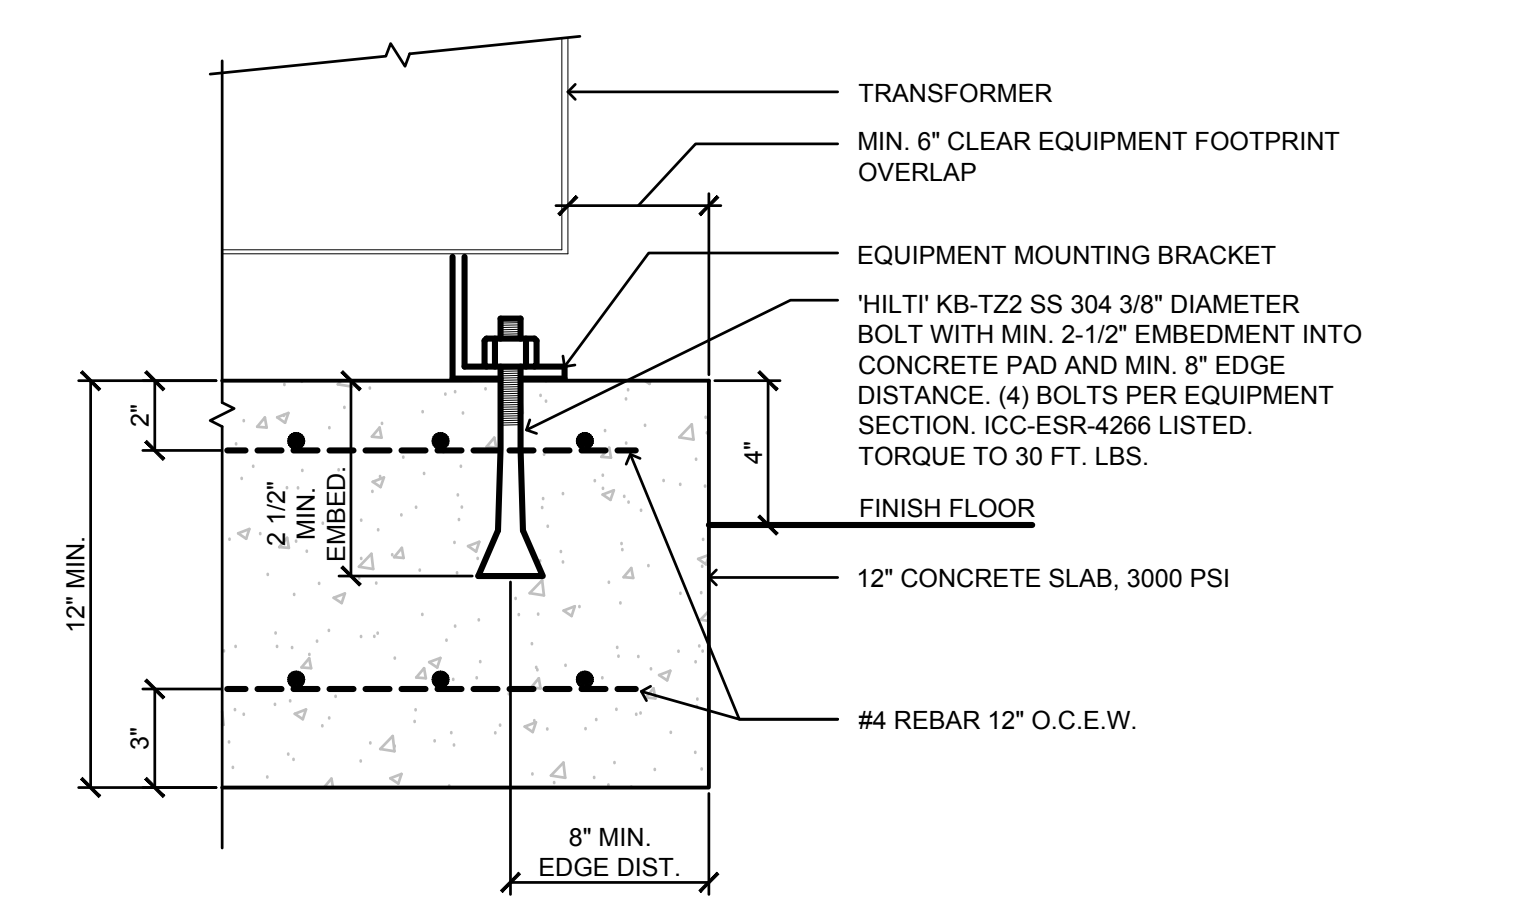 TRANSFORMER
MIN. 6" CLEAR EQUIPMENT FOOTPRINT
OVERLAP
EQUIPMENT MOUNTING BRACKET
'HILTI' KB-TZ2 SS 304 3/8" DIAMETER
BOLT WITH MIN. 2-1/2" EMBEDMENT INTO
CONCRETE PAD AND MIN. 8" EDGE
DISTANCE. (4) BOLTS PER EQUIPMENT
SECTION. ICC-ESR-4266 LISTED.
TORQUE TO 30 FT. LBS.
FINISH FLOOR
12" CONCRETE SLAB, 3000 PSI
#4 REBAR 12" O.C.E.W.
12" MIN.
2"
3"
2 1/2"
MIN.
EMBED.
4"
8" MIN.
EDGE DIST.